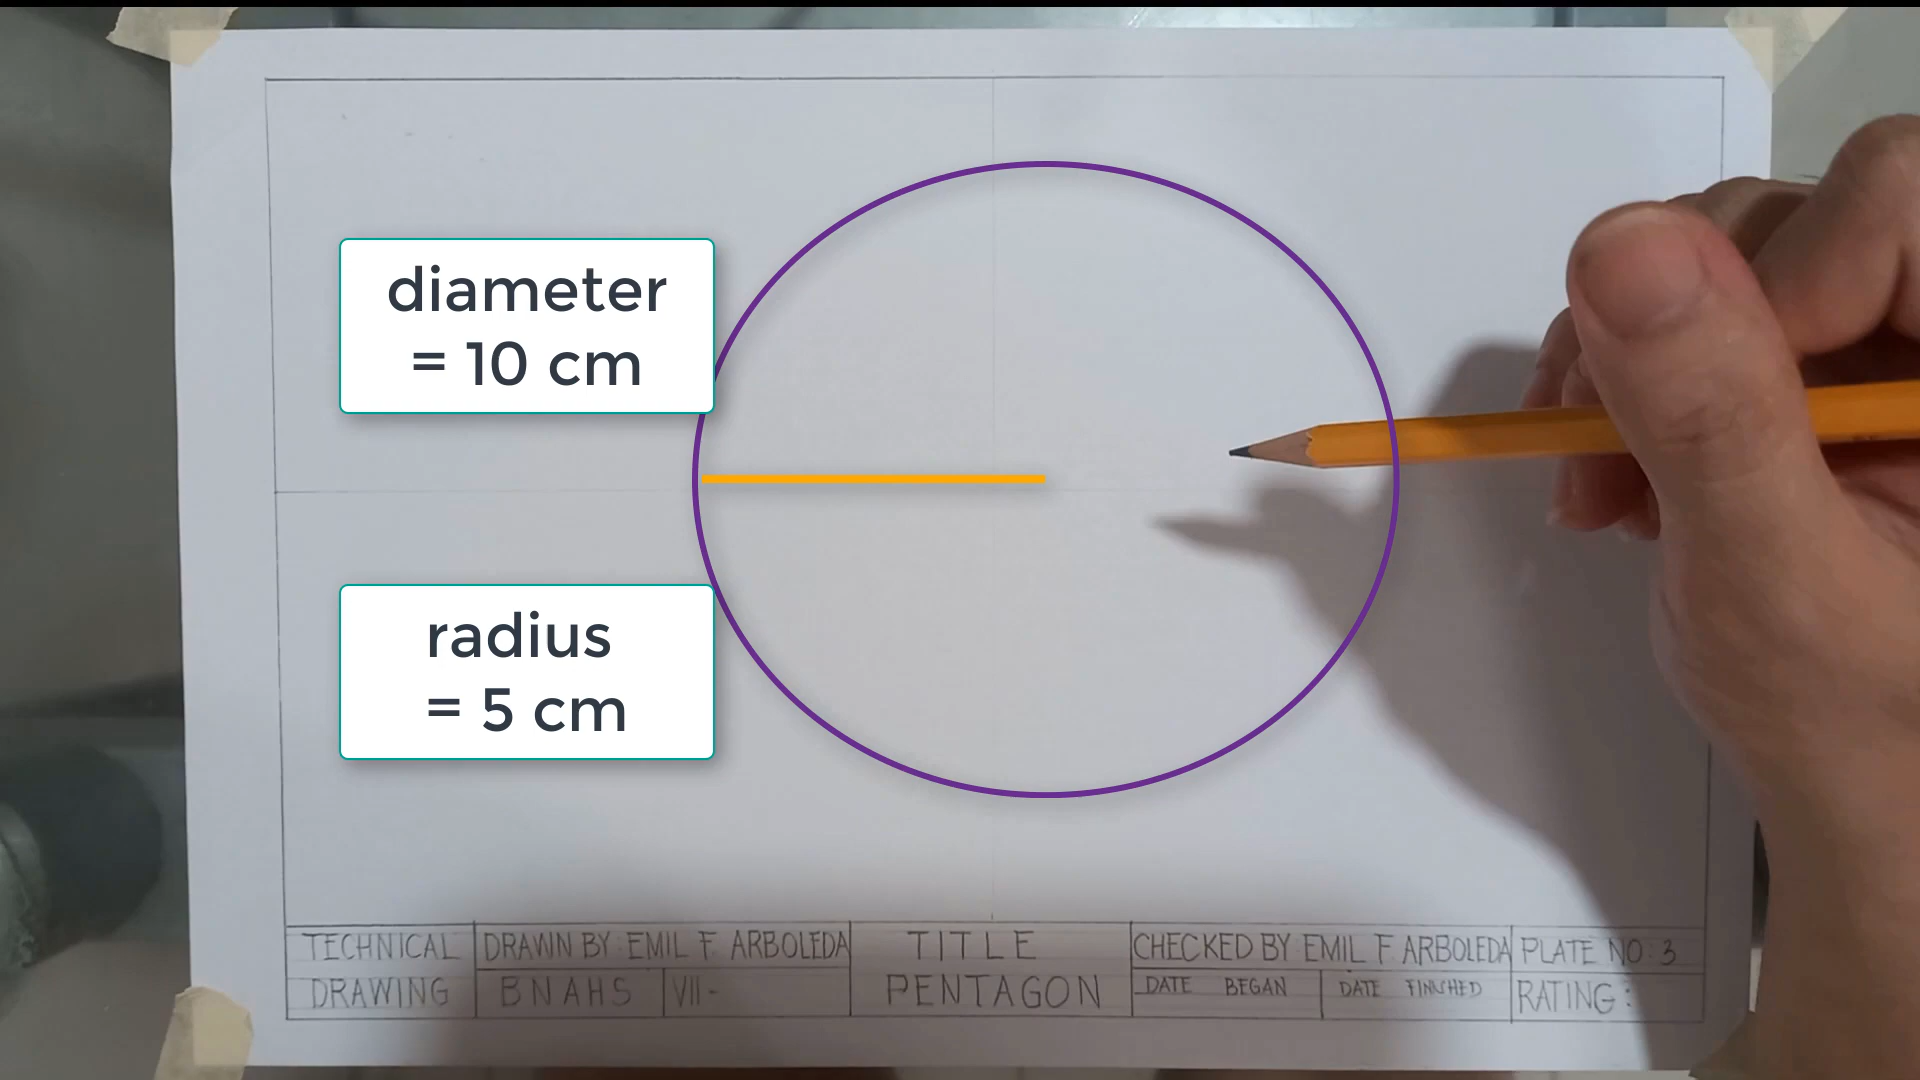 diameter
= 10 cm
radius
= 5 cm
TECHNICAL
DRAWING
DRAWN BY: EMIL F. ARBOLEDA
BNAHS
VII-
TITLE
PENTAGON
CHECKED BY: EMIL F. ARBOLEDA
DATE BEGAN
DATE FINISHED
PLATE NO: 3
RATING: